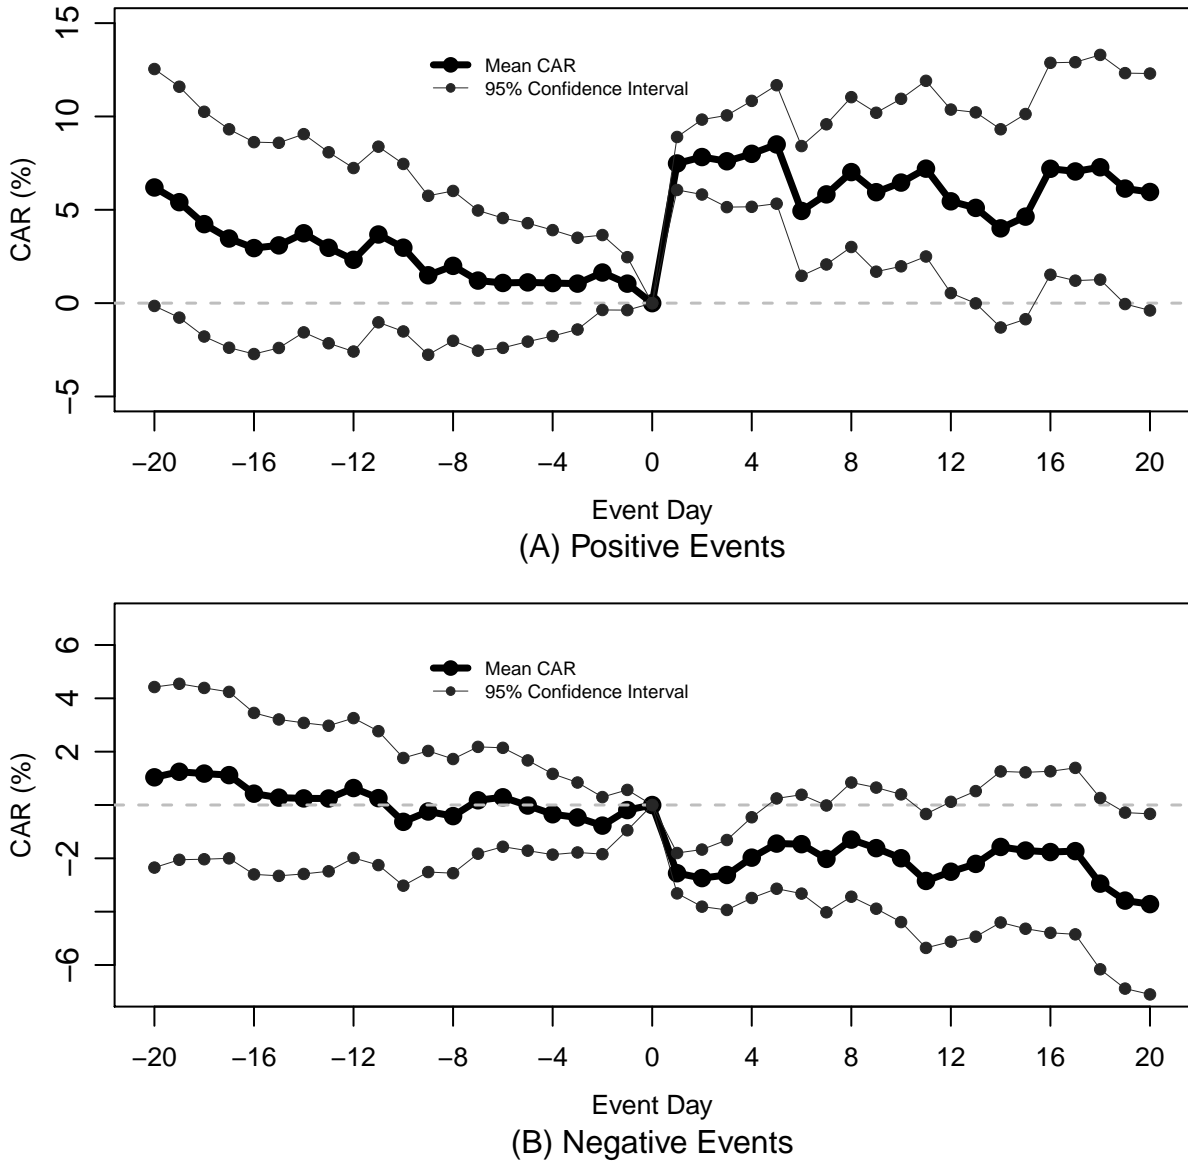 15
10
5
0
−5
CAR (%)
Mean CAR
95% Confidence Interval
−20 −16 −12 −8 −4 0 4 8 12 16 20
Event Day
(A) Positive Events
6
4
2
−2
−6
CAR (%)
Mean CAR
95% Confidence Interval
−20 −16 −12 −8 −4 0 4 8 12 16 20
Event Day
(B) Negative Events